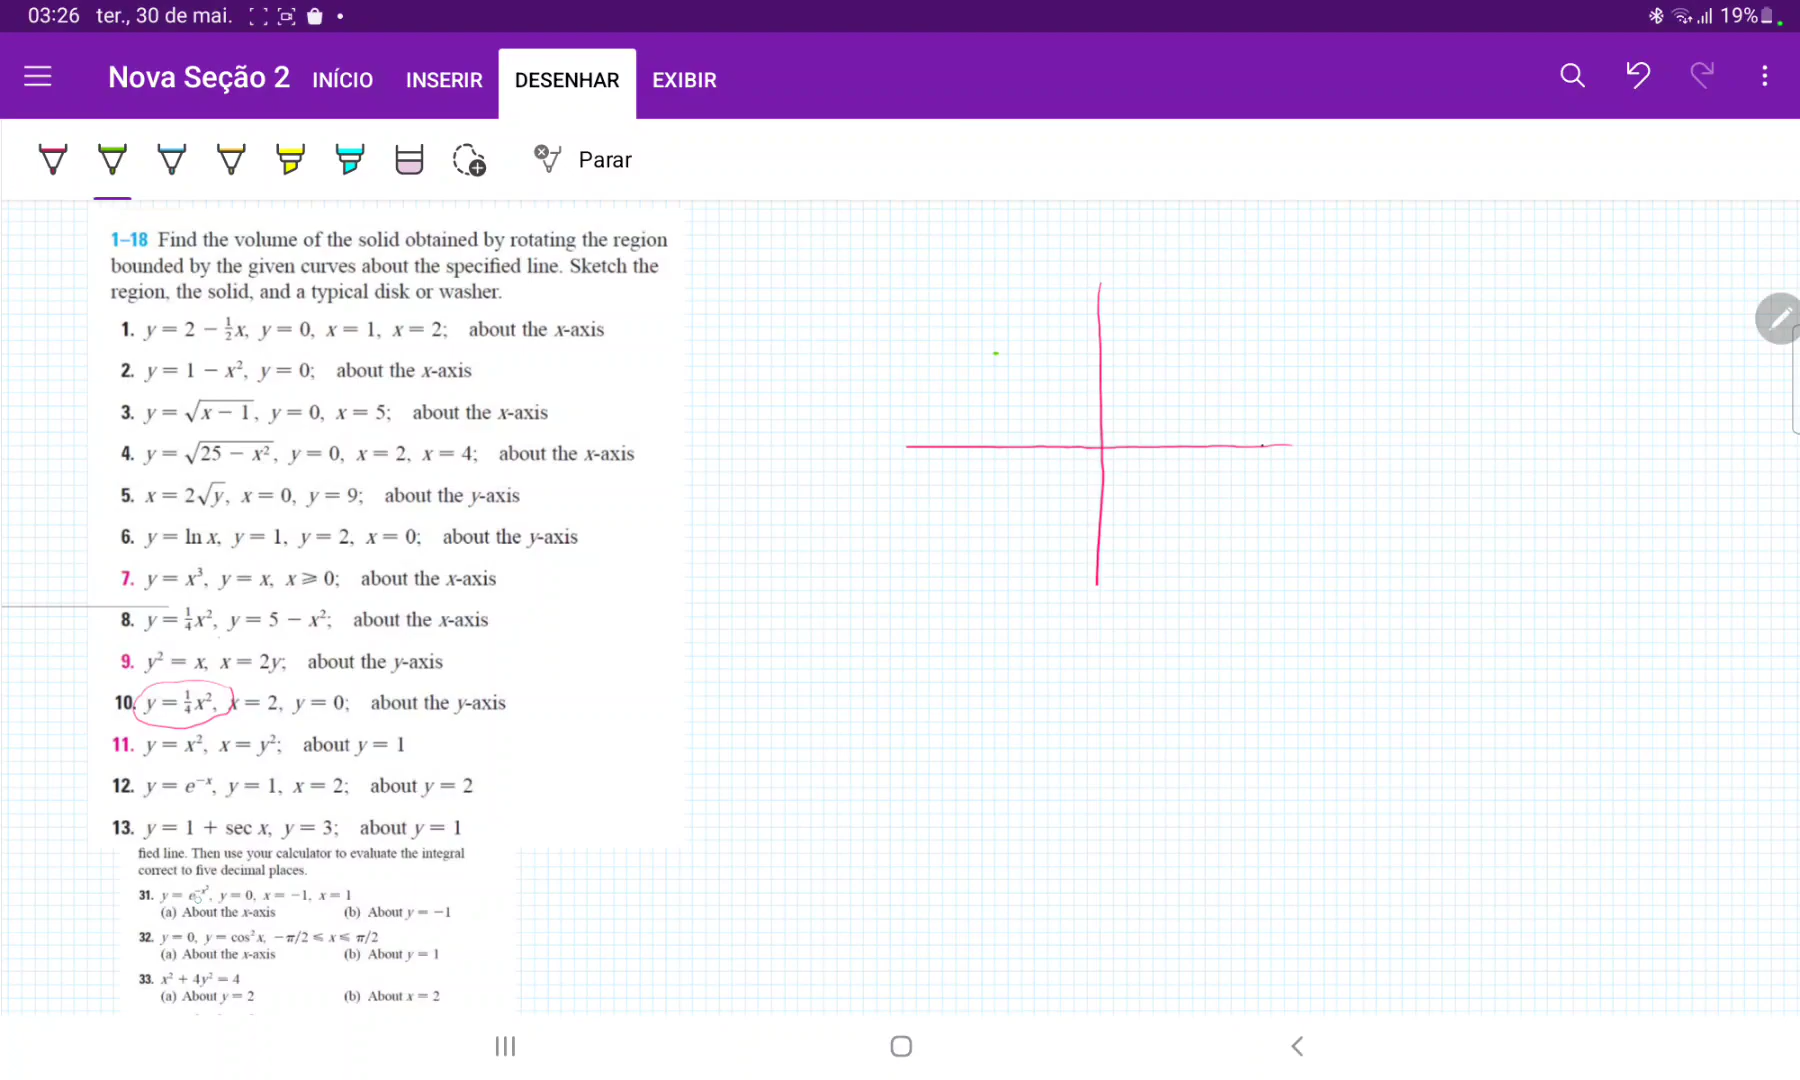 03:26 ter., 30 de mai. 19%
Nova Seção 2 INÍCIO INSERIR DESENHAR EXIBIR
Parar
1–18 Find the volume of the solid obtained by rotating the region
bounded by the given curves about the specified line. Sketch the
region, the solid, and a typical disk or washer.
1. y = 2 − ½x, y = 0, x = 1, x = 2; about the x-axis
2. y = 1 − x², y = 0; about the x-axis
3. y = √(x − 1), y = 0, x = 5; about the x-axis
4. y = √(25 − x²), y = 0, x = 2, x = 4; about the x-axis
5. x = 2√y, x = 0, y = 9; about the y-axis
6. y = ln x, y = 1, y = 2, x = 0; about the y-axis
7. y = x³, y = x, x ⩾ 0; about the x-axis
8. y = ¼x², y = 5 − x²; about the x-axis
9. y² = x, x = 2y; about the y-axis
10. y = ¼x², x = 2, y = 0; about the y-axis
11. y = x², x = y²; about y = 1
12. y = e⁻ˣ, y = 1, x = 2; about y = 2
13. y = 1 + sec x, y = 3; about y = 1
fied line. Then use your calculator to evaluate the integral
correct to five decimal places.
31. y = e^(−x²), y = 0, x = −1, x = 1
(a) About the x-axis (b) About y = −1
32. y = 0, y = cos²x, −π/2 ⩽ x ⩽ π/2
(a) About the x-axis (b) About y = 1
33. x² + 4y² = 4
(a) About y = 2 (b) About x = 2